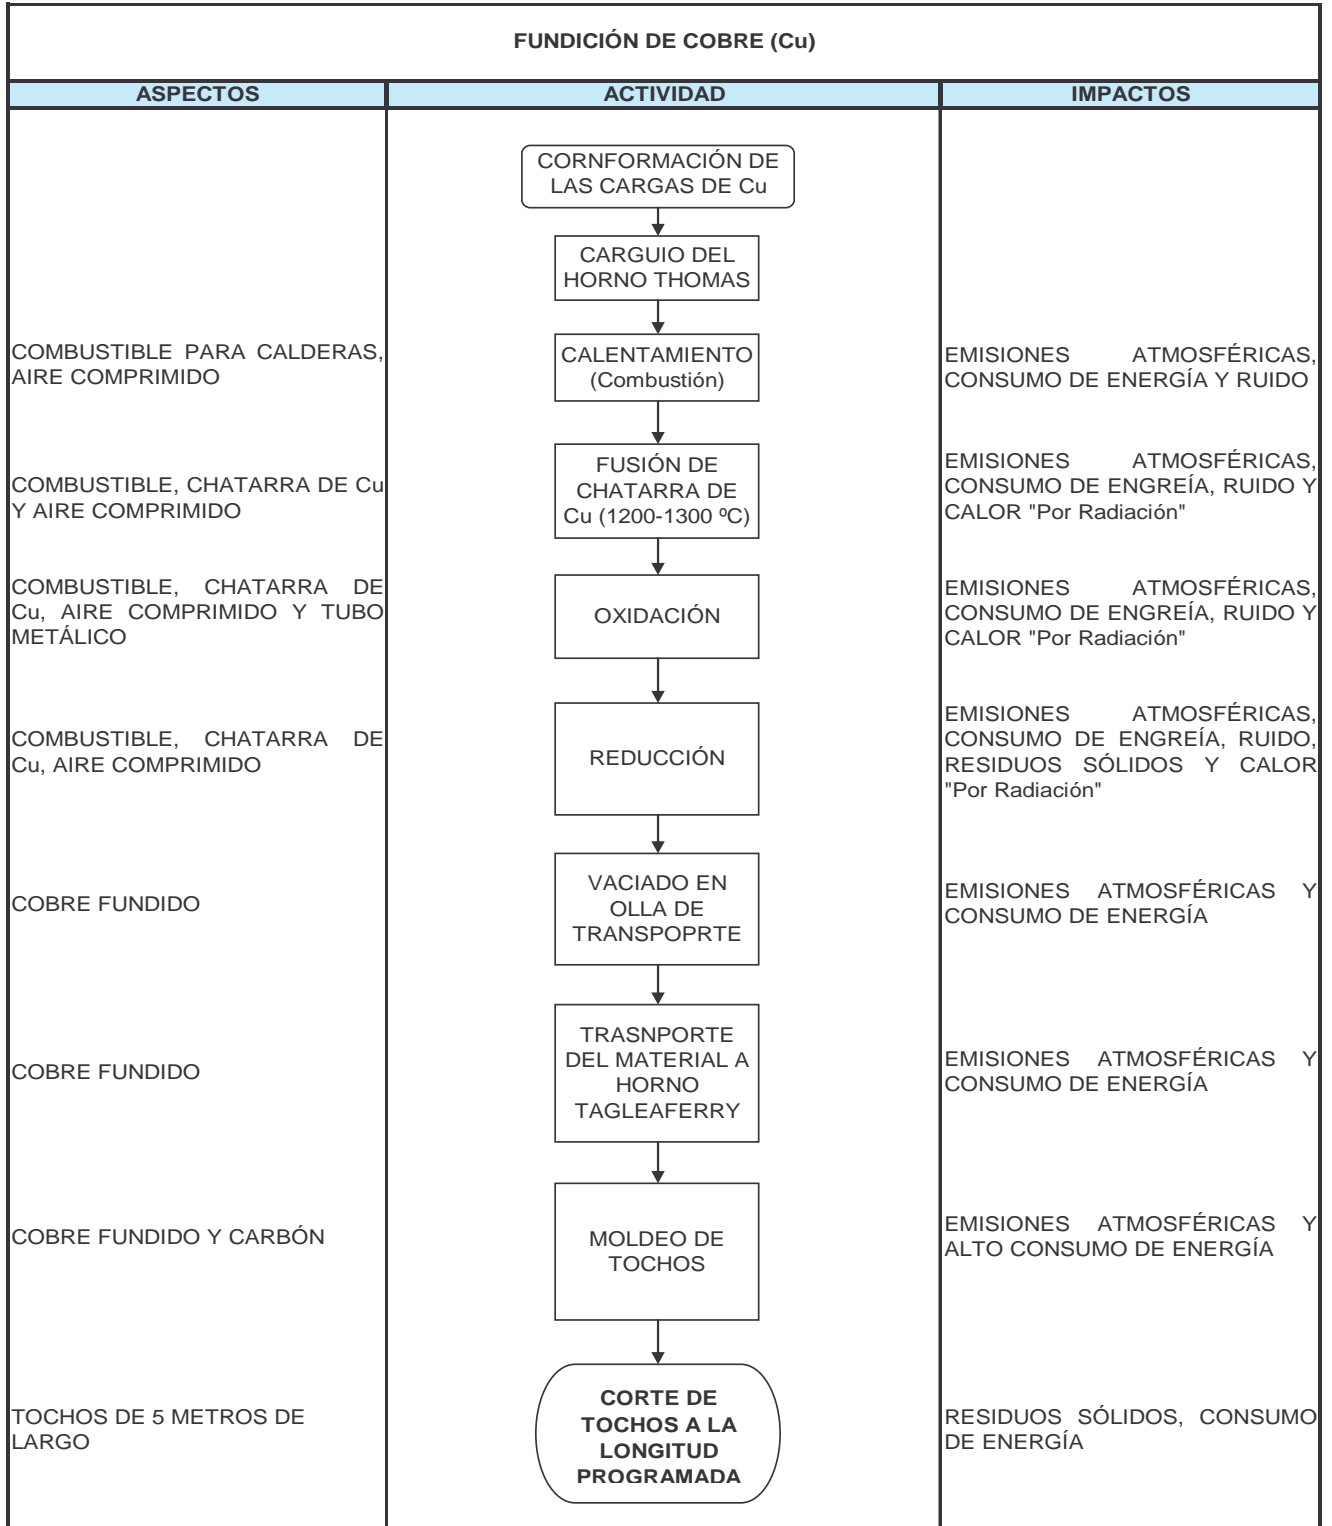 FUNDICIÓN DE COBRE (Cu)
ASPECTOS
ACTIVIDAD
IMPACTOS
CORNFORMACIÓN DE
LAS CARGAS DE Cu
CARGUIO DEL
HORNO THOMAS
COMBUSTIBLE PARA CALDERAS,
AIRE COMPRIMIDO
CALENTAMIENTO
(Combustión)
EMISIONES ATMOSFÉRICAS,
CONSUMO DE ENERGÍA Y RUIDO
COMBUSTIBLE, CHATARRA DE Cu
Y AIRE COMPRIMIDO
FUSIÓN DE
CHATARRA DE
Cu (1200-1300 ºC)
EMISIONES ATMOSFÉRICAS,
CONSUMO DE ENGREÍA, RUIDO Y
CALOR "Por Radiación"
COMBUSTIBLE, CHATARRA DE
Cu, AIRE COMPRIMIDO Y TUBO
METÁLICO
OXIDACIÓN
EMISIONES ATMOSFÉRICAS,
CONSUMO DE ENGREÍA, RUIDO Y
CALOR "Por Radiación"
COMBUSTIBLE, CHATARRA DE
Cu, AIRE COMPRIMIDO
REDUCCIÓN
EMISIONES ATMOSFÉRICAS,
CONSUMO DE ENGREÍA, RUIDO,
RESIDUOS SÓLIDOS Y CALOR
"Por Radiación"
COBRE FUNDIDO
VACIADO EN
OLLA DE
TRANSPOPRTE
EMISIONES ATMOSFÉRICAS Y
CONSUMO DE ENERGÍA
COBRE FUNDIDO
TRASNPORTE
DEL MATERIAL A
HORNO
TAGLEAFERRY
EMISIONES ATMOSFÉRICAS Y
CONSUMO DE ENERGÍA
COBRE FUNDIDO Y CARBÓN
MOLDEO DE
TOCHOS
EMISIONES ATMOSFÉRICAS Y
ALTO CONSUMO DE ENERGÍA
TOCHOS DE 5 METROS DE
LARGO
CORTE DE
TOCHOS A LA
LONGITUD
PROGRAMADA
RESIDUOS SÓLIDOS, CONSUMO
DE ENERGÍA